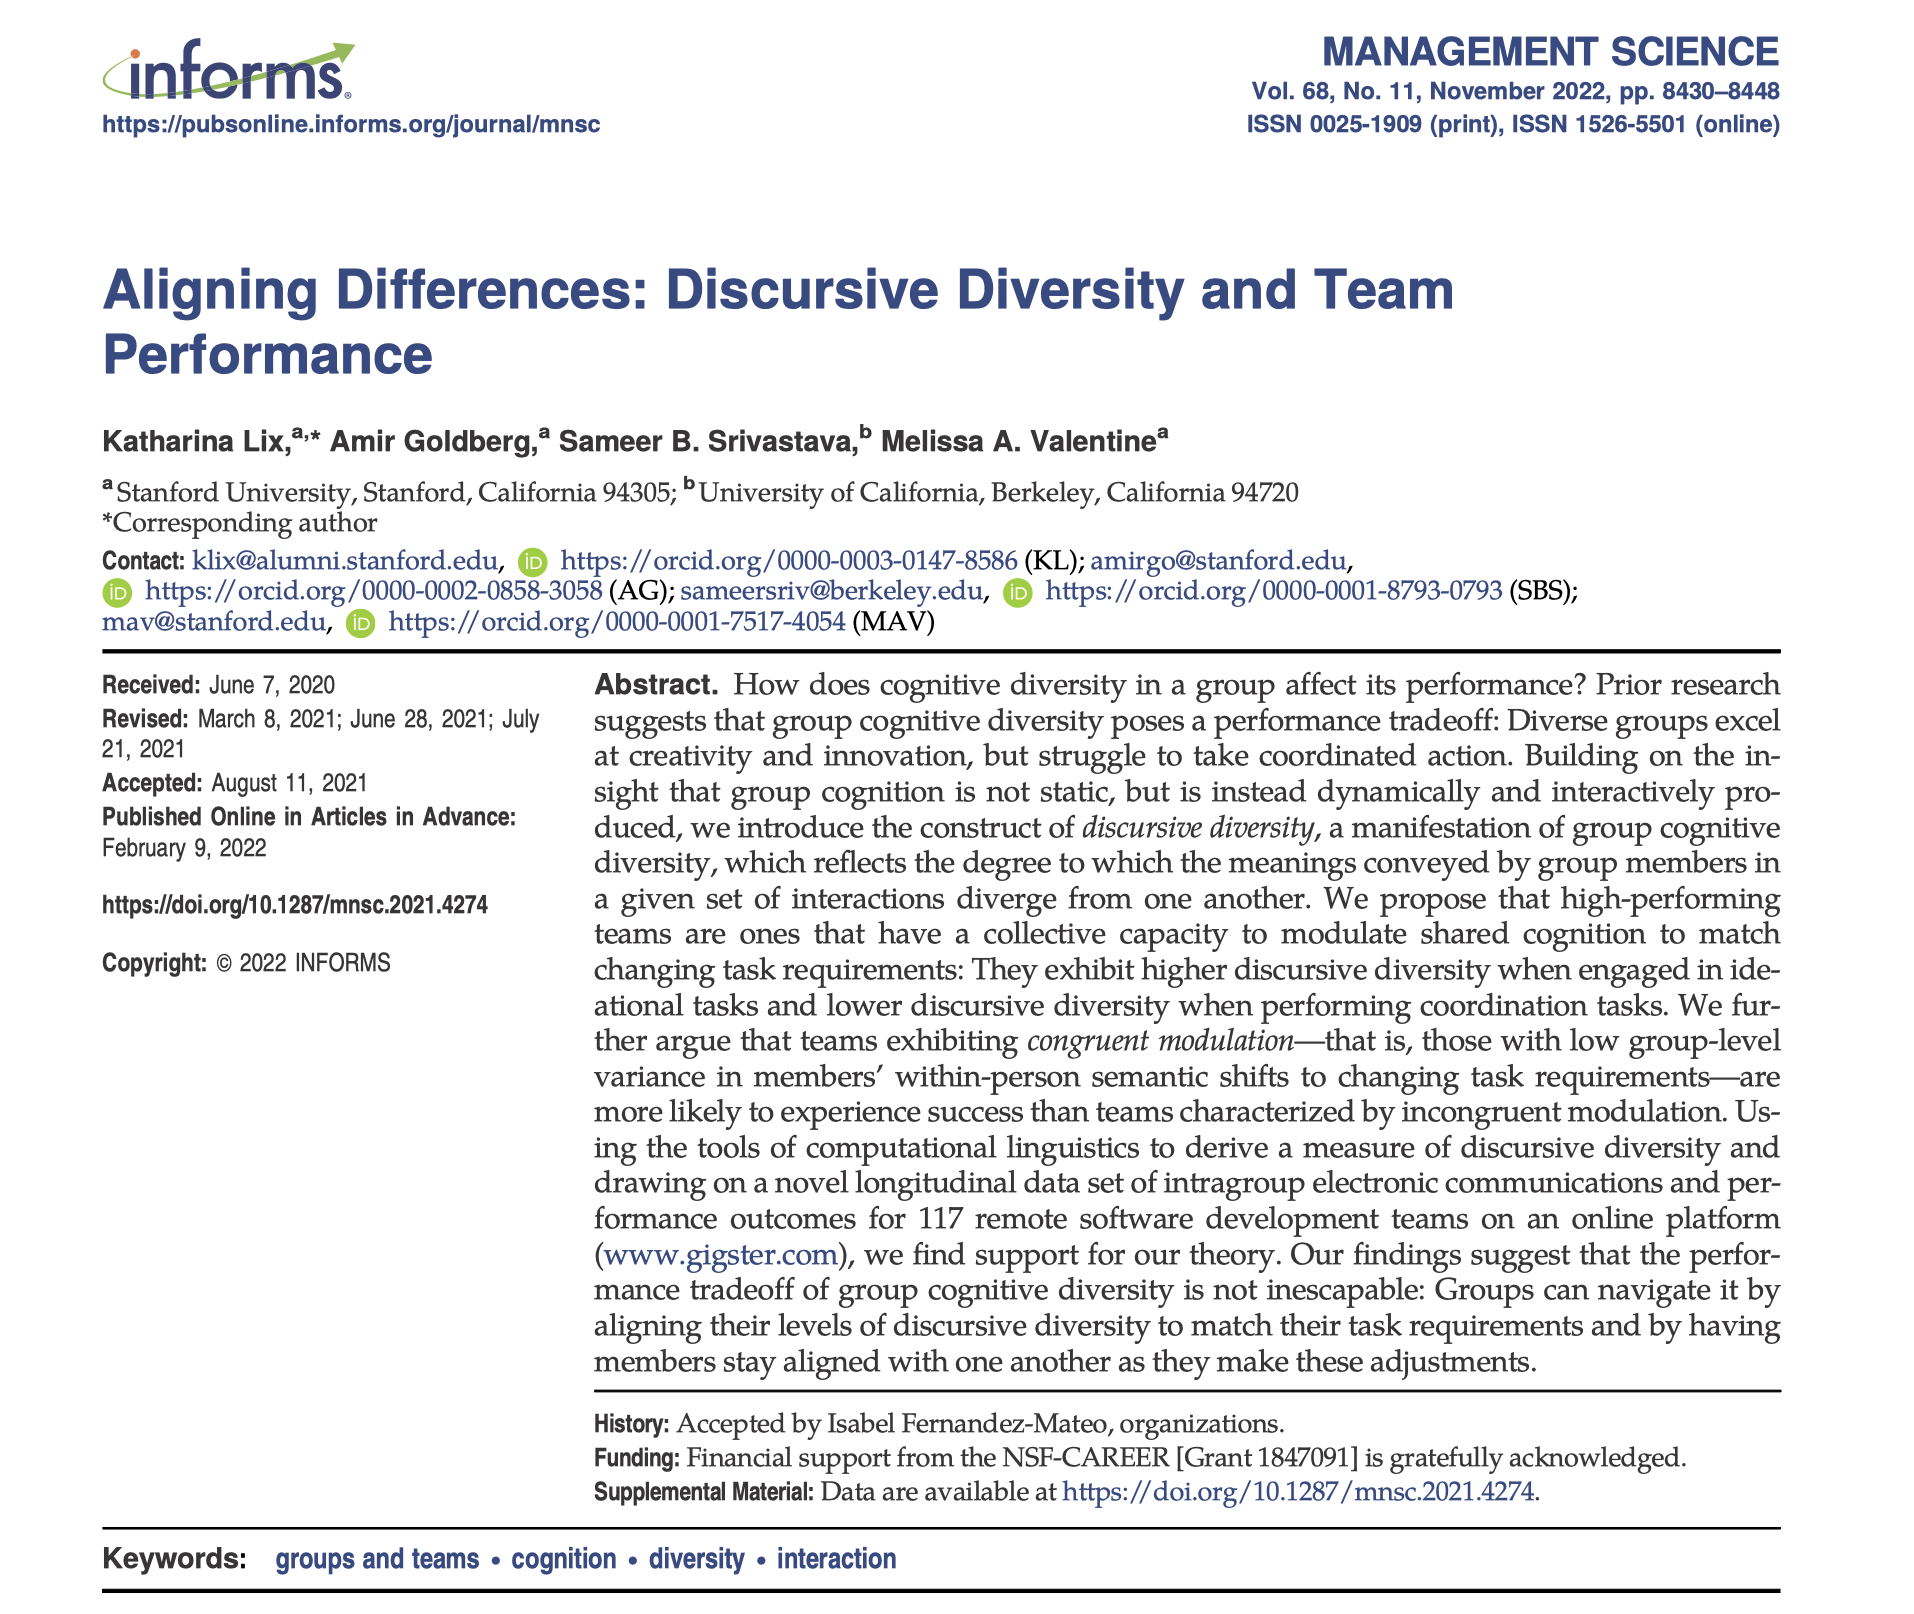 informs®
https://pubsonline.informs.org/journal/mnsc
MANAGEMENT SCIENCE
Vol. 68, No. 11, November 2022, pp. 8430–8448
ISSN 0025-1909 (print), ISSN 1526-5501 (online)
Aligning Differences: Discursive Diversity and Team
Performance
Katharina Lix,a,* Amir Goldberg,a Sameer B. Srivastava,b Melissa A. Valentinea
a Stanford University, Stanford, California 94305; b University of California, Berkeley, California 94720
*Corresponding author
Contact: klix@alumni.stanford.edu, iD https://orcid.org/0000-0003-0147-8586 (KL); amirgo@stanford.edu,
iD https://orcid.org/0000-0002-0858-3058 (AG); sameersriv@berkeley.edu, iD https://orcid.org/0000-0001-8793-0793 (SBS);
mav@stanford.edu, iD https://orcid.org/0000-0001-7517-4054 (MAV)
Received: June 7, 2020
Revised: March 8, 2021; June 28, 2021; July
21, 2021
Accepted: August 11, 2021
Published Online in Articles in Advance:
February 9, 2022
https://doi.org/10.1287/mnsc.2021.4274
Copyright: © 2022 INFORMS
Abstract. How does cognitive diversity in a group affect its performance? Prior research
suggests that group cognitive diversity poses a performance tradeoff: Diverse groups excel
at creativity and innovation, but struggle to take coordinated action. Building on the in-
sight that group cognition is not static, but is instead dynamically and interactively pro-
duced, we introduce the construct of discursive diversity, a manifestation of group cognitive
diversity, which reflects the degree to which the meanings conveyed by group members in
a given set of interactions diverge from one another. We propose that high-performing
teams are ones that have a collective capacity to modulate shared cognition to match
changing task requirements: They exhibit higher discursive diversity when engaged in ide-
ational tasks and lower discursive diversity when performing coordination tasks. We fur-
ther argue that teams exhibiting congruent modulation—that is, those with low group-level
variance in members’ within-person semantic shifts to changing task requirements—are
more likely to experience success than teams characterized by incongruent modulation. Us-
ing the tools of computational linguistics to derive a measure of discursive diversity and
drawing on a novel longitudinal data set of intragroup electronic communications and per-
formance outcomes for 117 remote software development teams on an online platform
(www.gigster.com), we find support for our theory. Our findings suggest that the perfor-
mance tradeoff of group cognitive diversity is not inescapable: Groups can navigate it by
aligning their levels of discursive diversity to match their task requirements and by having
members stay aligned with one another as they make these adjustments.
History: Accepted by Isabel Fernandez-Mateo, organizations.
Funding: Financial support from the NSF-CAREER [Grant 1847091] is gratefully acknowledged.
Supplemental Material: Data are available at https://doi.org/10.1287/mnsc.2021.4274.
Keywords: groups and teams • cognition • diversity • interaction